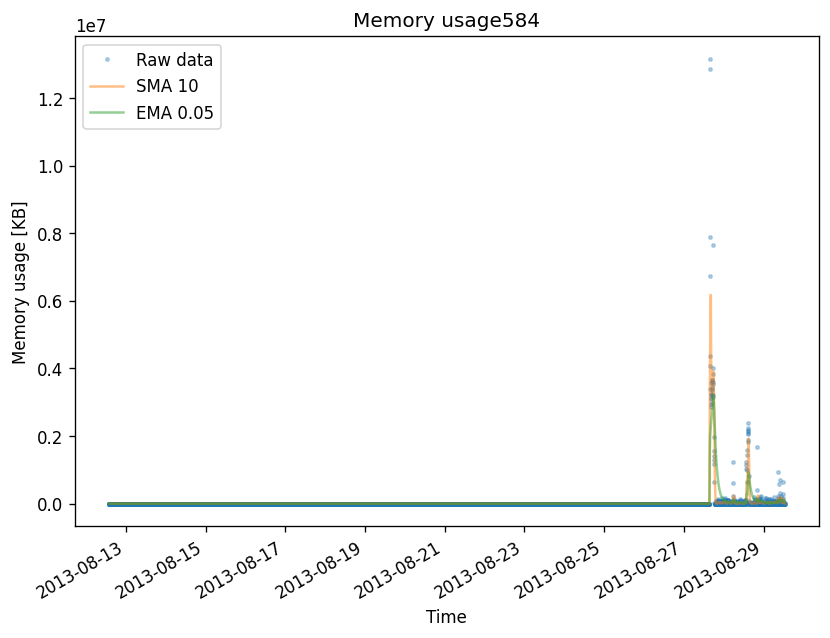 Memory usage584
1e7
Raw data
SMA 10
EMA 0.05
1.2
1.0
0.8
0.6
0.4
0.2
0.0
Memory usage [KB]
2013-08-13
2013-08-15
2013-08-17
2013-08-19
2013-08-21
2013-08-23
2013-08-25
2013-08-27
2013-08-29
Time